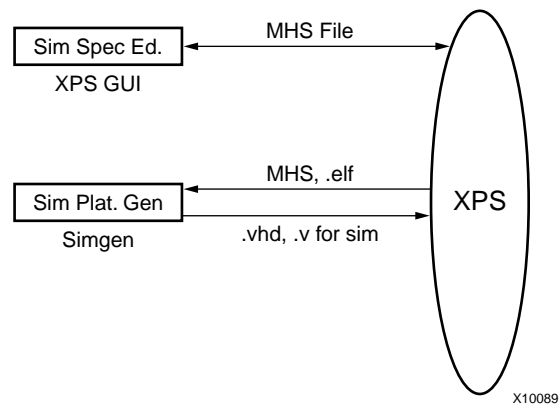 MHS File
Sim Spec Ed.
XPS GUI
MHS, .elf
Sim Plat. Gen
XPS
.vhd, .v for sim
Simgen
X10089